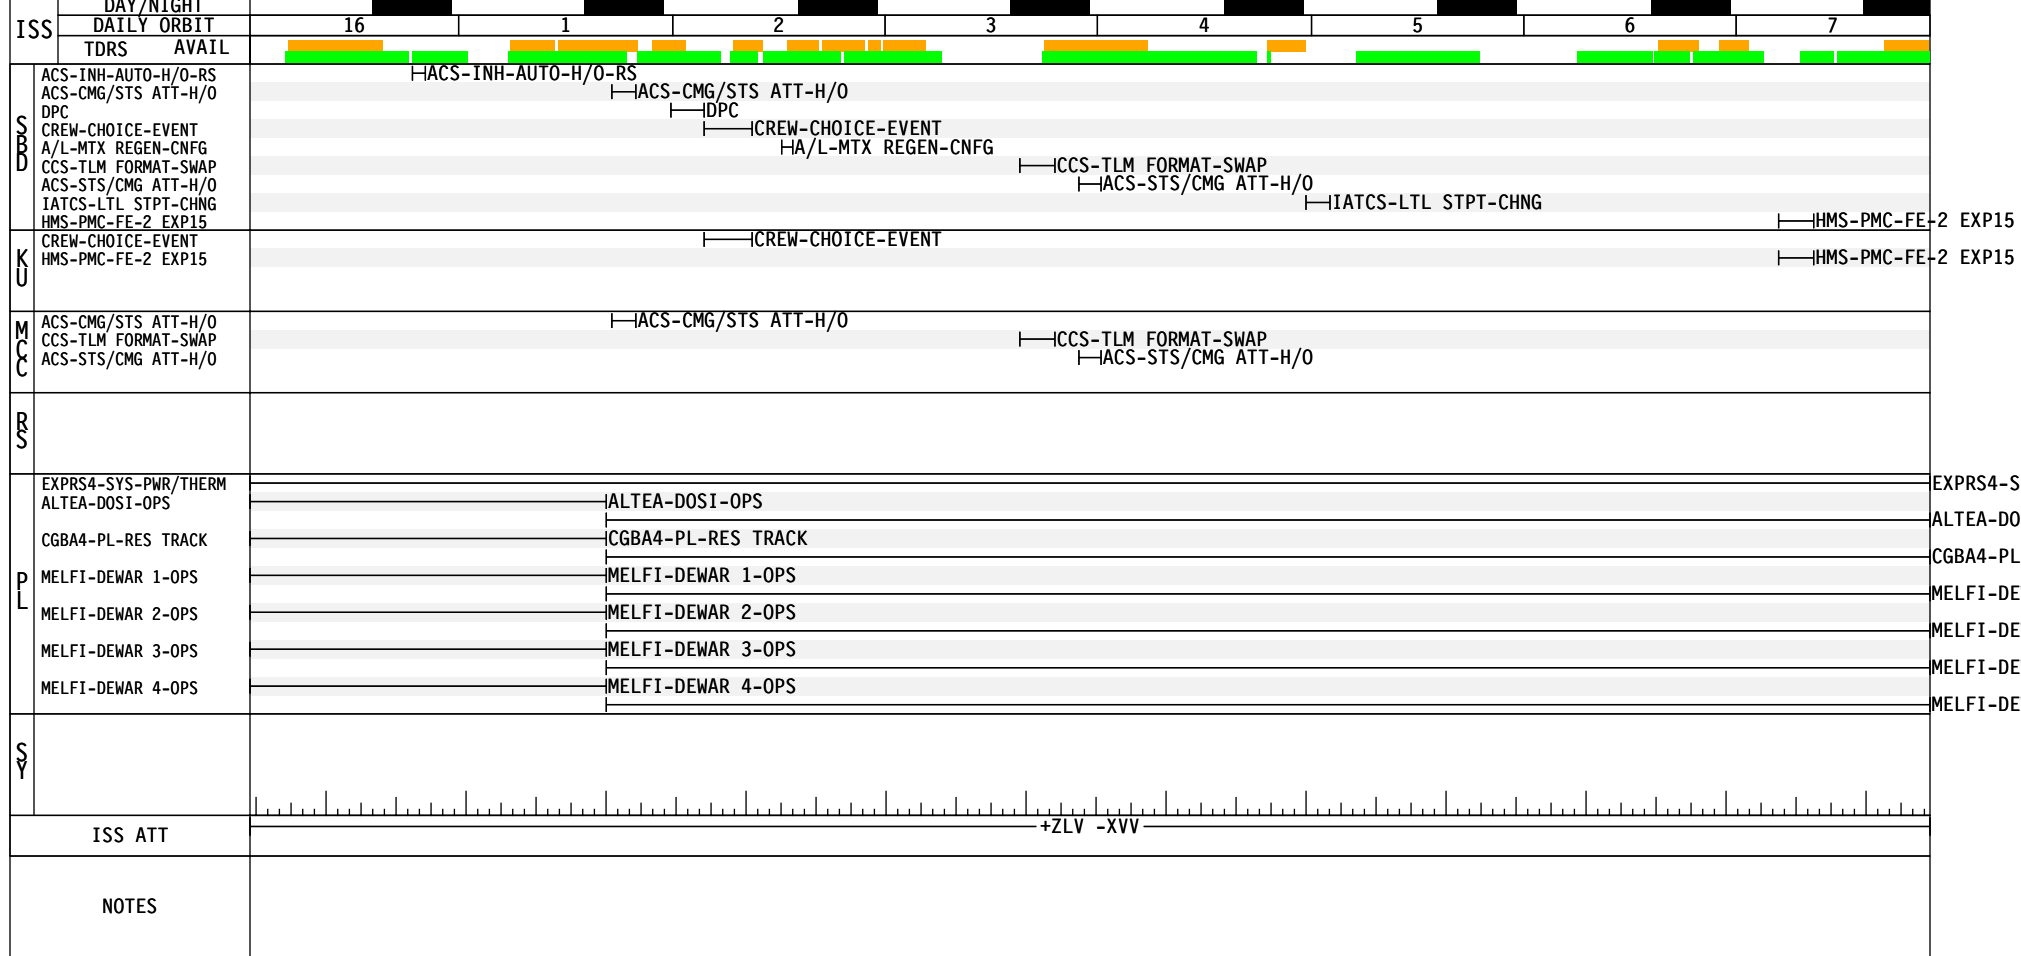 DAY/NIGHT
ISS DAILY ORBIT 16 1 2 3 4 5 6 7
TDRS AVAIL
SBD
ACS-INH-AUTO-H/O-RS ACS-INH-AUTO-H/O-RS
ACS-CMG/STS ATT-H/O ACS-CMG/STS ATT-H/O
DPC DPC
CREW-CHOICE-EVENT CREW-CHOICE-EVENT
A/L-MTX REGEN-CNFG A/L-MTX REGEN-CNFG
CCS-TLM FORMAT-SWAP CCS-TLM FORMAT-SWAP
ACS-STS/CMG ATT-H/O ACS-STS/CMG ATT-H/O
IATCS-LTL STPT-CHNG IATCS-LTL STPT-CHNG
HMS-PMC-FE-2 EXP15 HMS-PMC-FE-2 EXP15
KU
CREW-CHOICE-EVENT CREW-CHOICE-EVENT
HMS-PMC-FE-2 EXP15 HMS-PMC-FE-2 EXP15
MCC
ACS-CMG/STS ATT-H/O ACS-CMG/STS ATT-H/O
CCS-TLM FORMAT-SWAP CCS-TLM FORMAT-SWAP
ACS-STS/CMG ATT-H/O ACS-STS/CMG ATT-H/O
RS
PL
EXPRS4-SYS-PWR/THERM EXPRS4-S
ALTEA-DOSI-OPS ALTEA-DOSI-OPS
ALTEA-DO
CGBA4-PL-RES TRACK CGBA4-PL-RES TRACK
CGBA4-PL
MELFI-DEWAR 1-OPS MELFI-DEWAR 1-OPS
MELFI-DE
MELFI-DEWAR 2-OPS MELFI-DEWAR 2-OPS
MELFI-DE
MELFI-DEWAR 3-OPS MELFI-DEWAR 3-OPS
MELFI-DE
MELFI-DEWAR 4-OPS MELFI-DEWAR 4-OPS
MELFI-DE
SY
ISS ATT +ZLV -XVV
NOTES